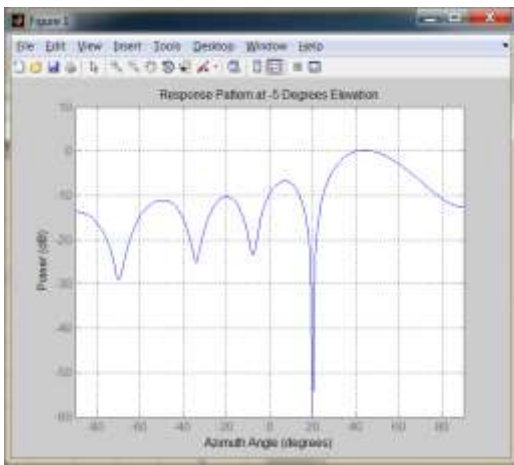 Figure 1
File Edit View Insert Tools Desktop Window Help
Response Pattern at -5 Degrees Elevation
10
0
-10
-20
-30
-40
-50
-60
Power (dB)
-80 -60 -40 -20 0 20 40 60 80
Azimuth Angle (degrees)